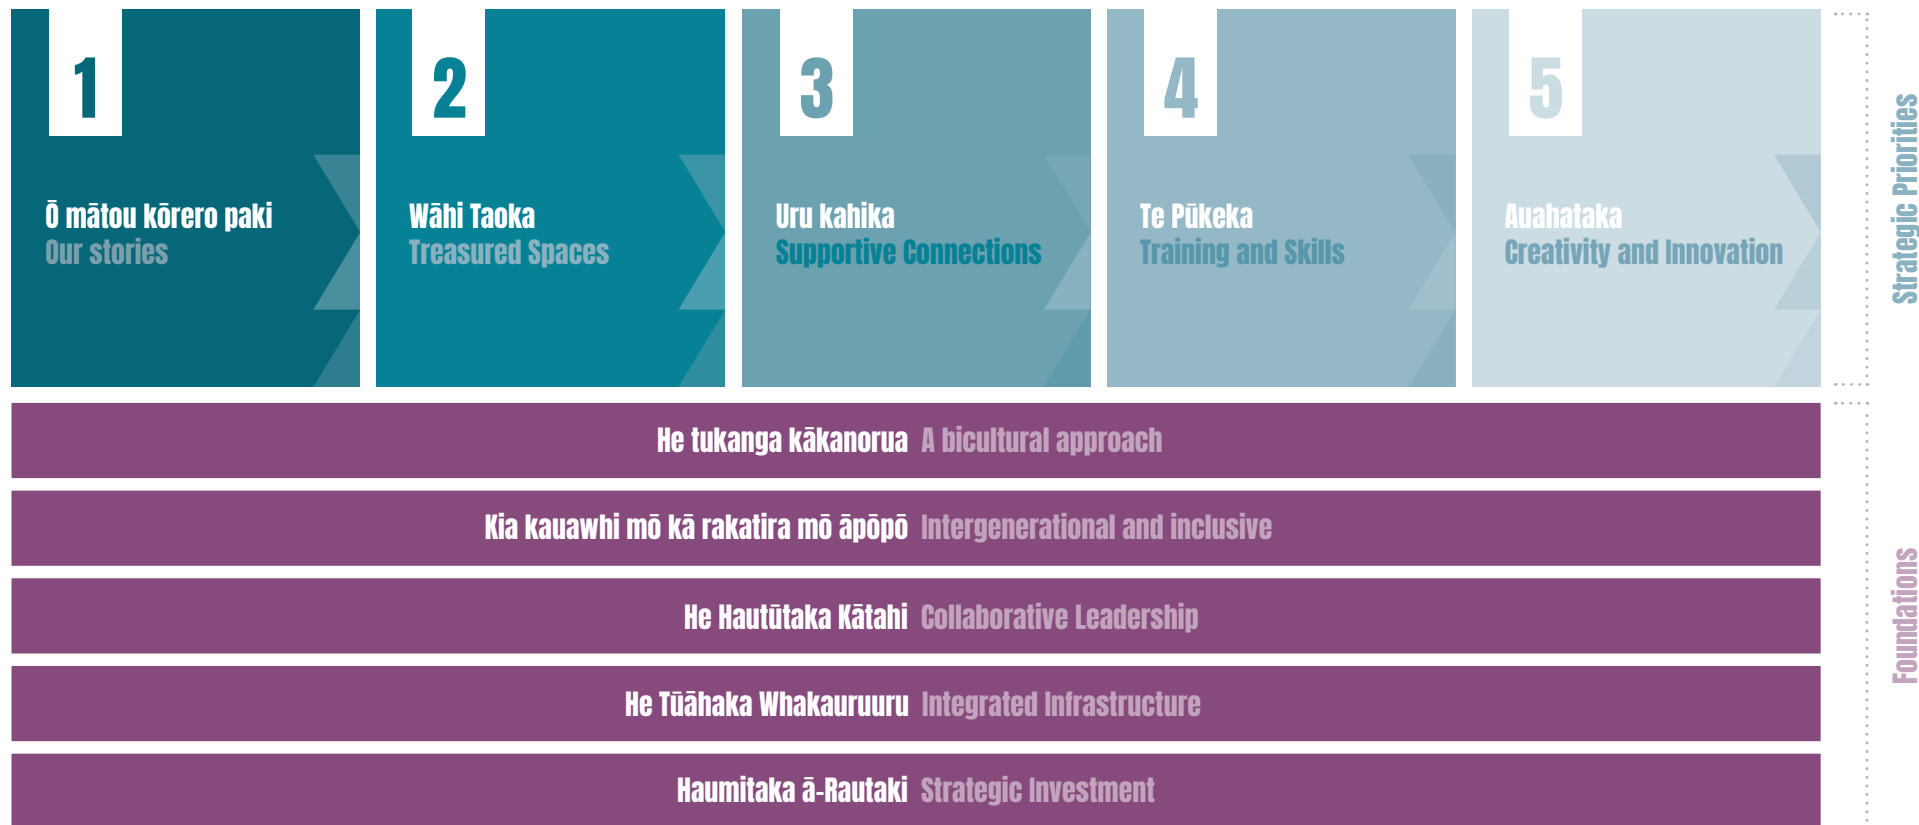 1
Ō mātou kōrero paki
Our stories
2
Wāhi Taoka
Treasured Spaces
3
Uru kahika
Supportive Connections
4
Te Pūkeka
Training and Skills
5
Auahataka
Creativity and Innovation
Strategic Priorities
He tukanga kākanorua A bicultural approach
Kia kauawhi mō kā rakatira mō āpōpō Intergenerational and inclusive
He Hautūtaka Kātahi Collaborative Leadership
He Tūāhaka Whakauruuru Integrated Infrastructure
Haumitaka ā-Rautaki Strategic Investment
Foundations